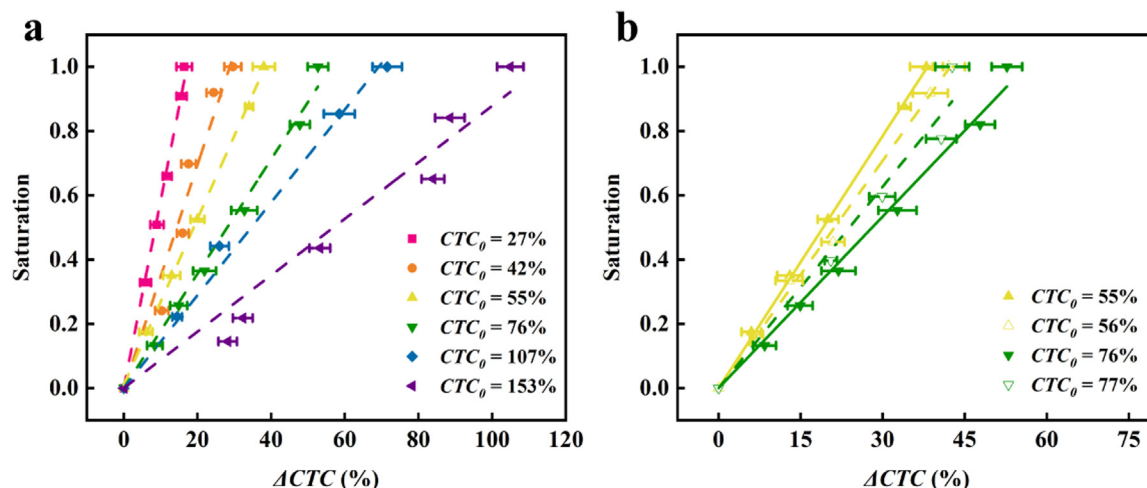 a
Saturation
1.0
0.8
0.6
0.4
0.2
0.0
CTC0 = 27%
CTC0 = 42%
CTC0 = 55%
CTC0 = 76%
CTC0 = 107%
CTC0 = 153%
0 20 40 60 80 100 120
ΔCTC (%)
b
Saturation
1.0
0.8
0.6
0.4
0.2
0.0
CTC0 = 55%
CTC0 = 56%
CTC0 = 76%
CTC0 = 77%
0 15 30 45 60 75
ΔCTC (%)